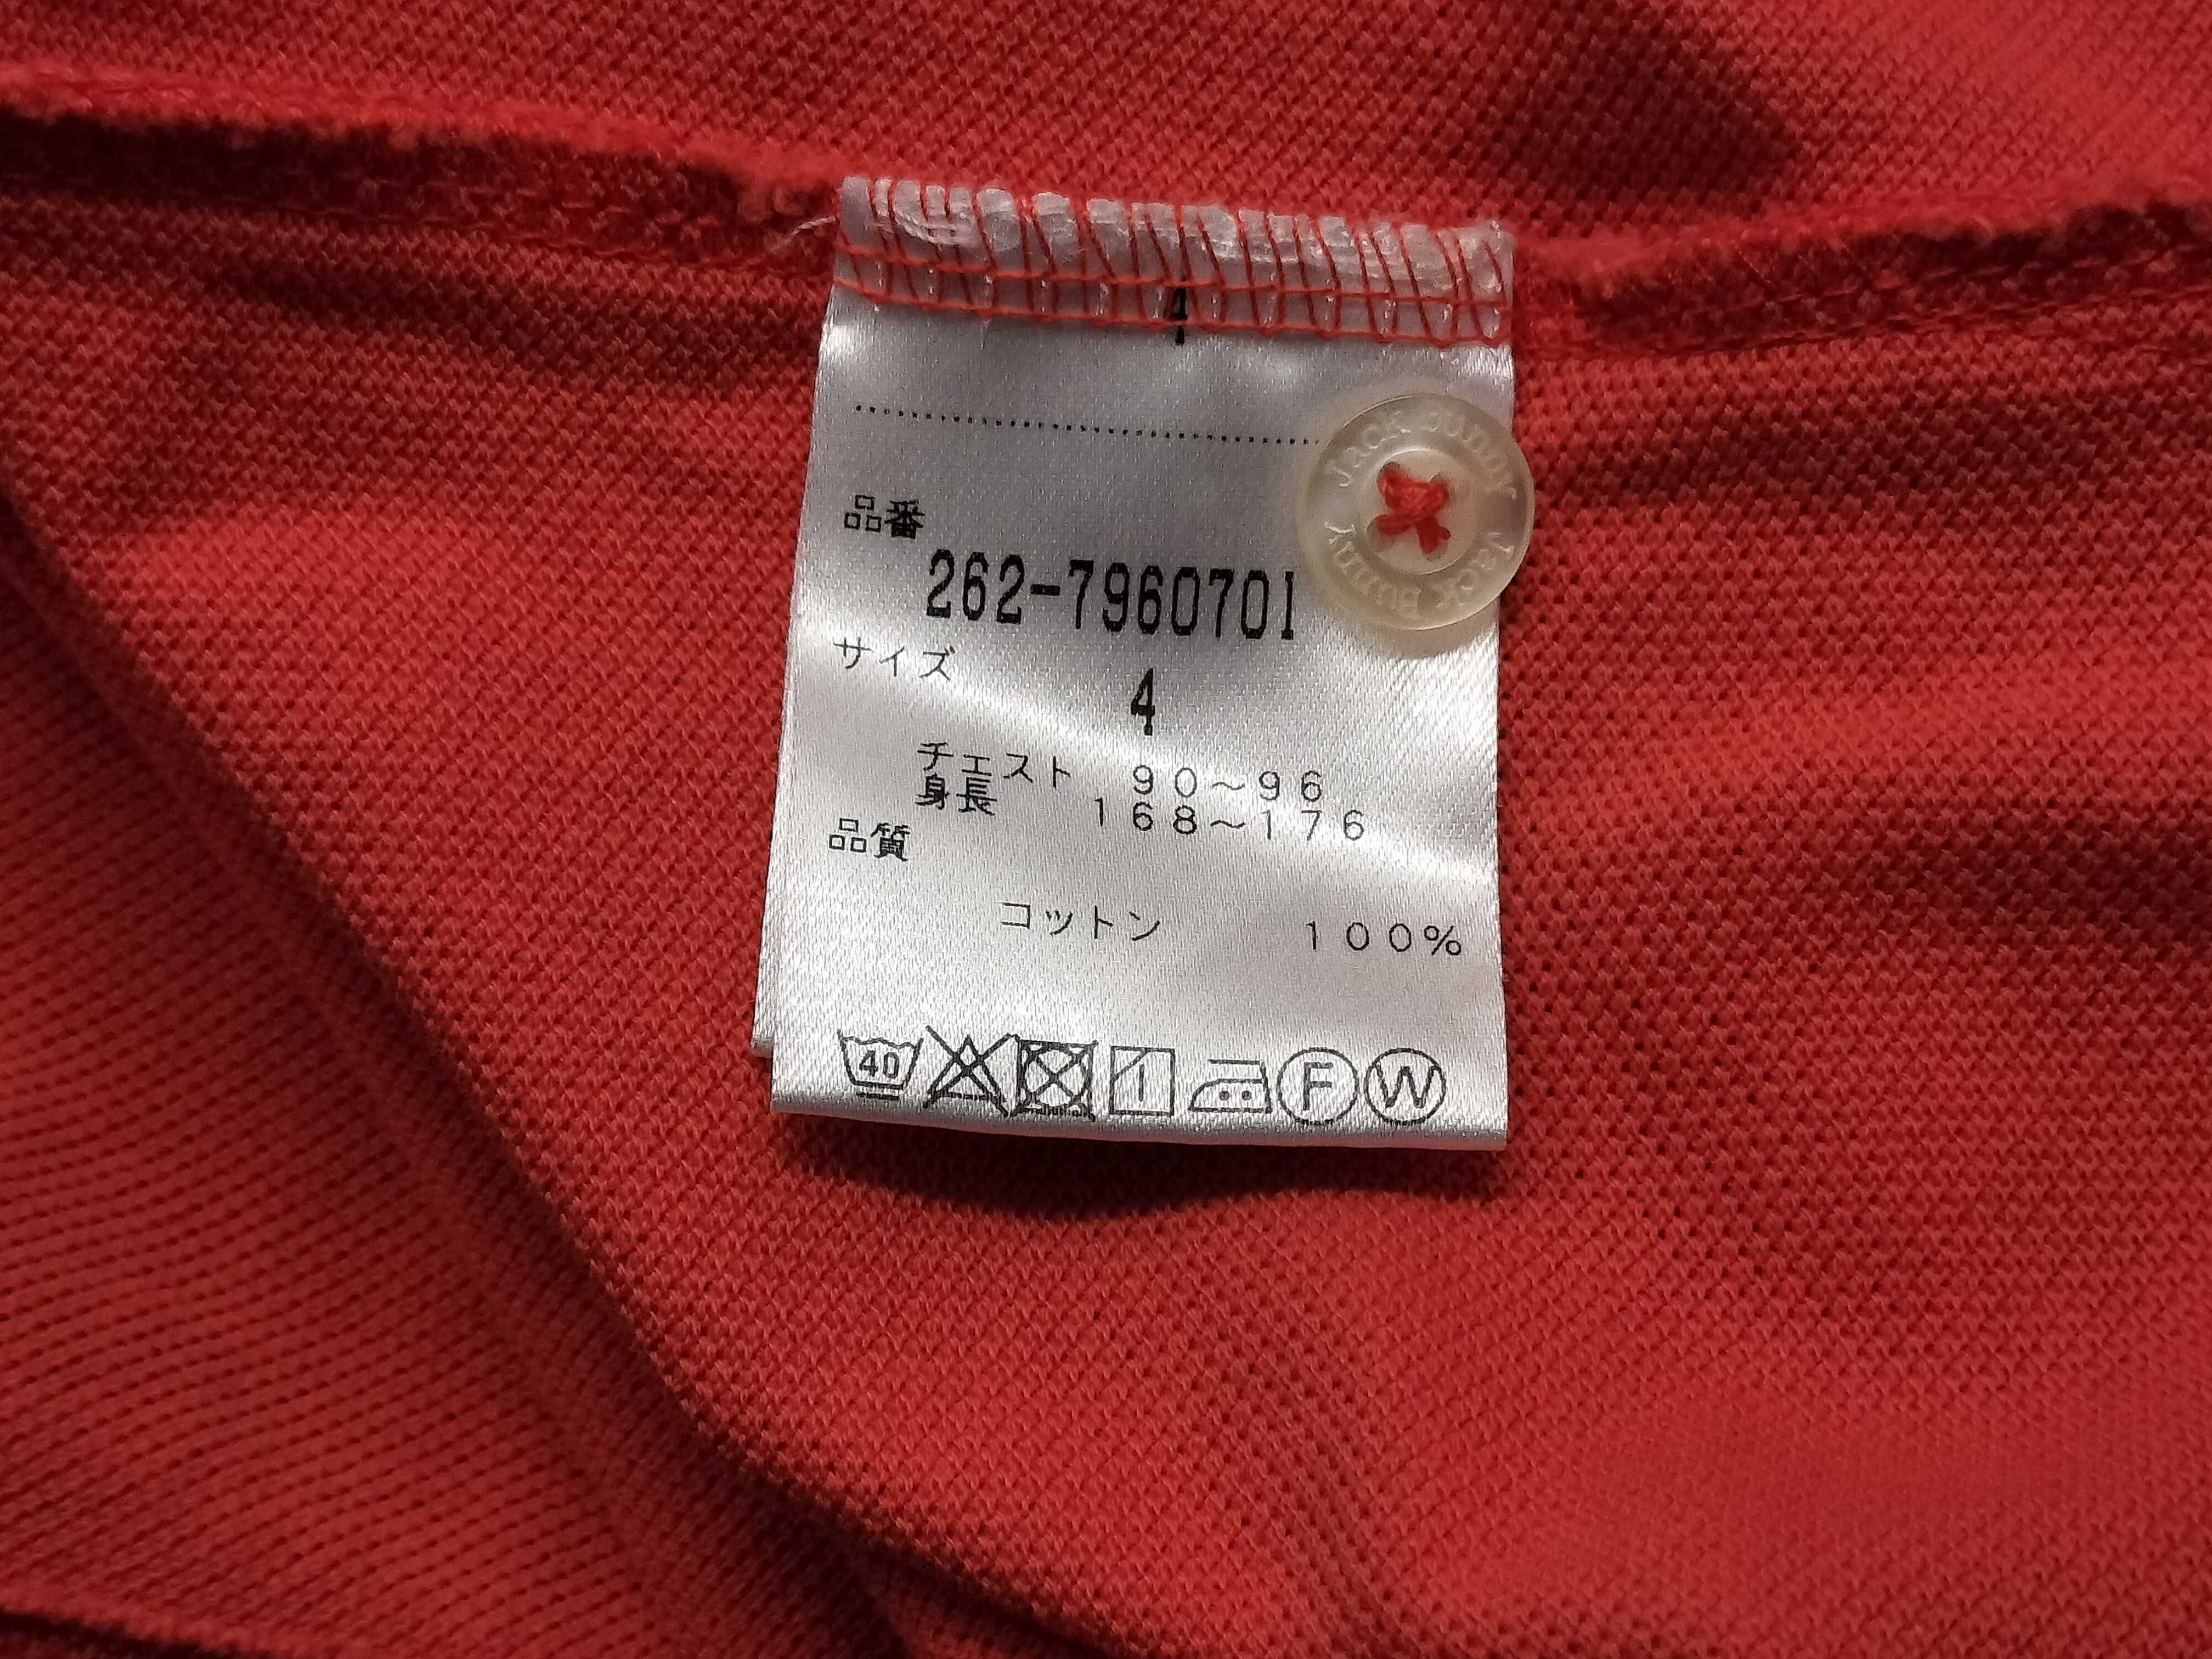 4
Jack Bunny Jack Bunny
品番
262-7960701
サイズ
4
チェスト 90~96
身長 168~176
品質
コットン 100%
40
F W